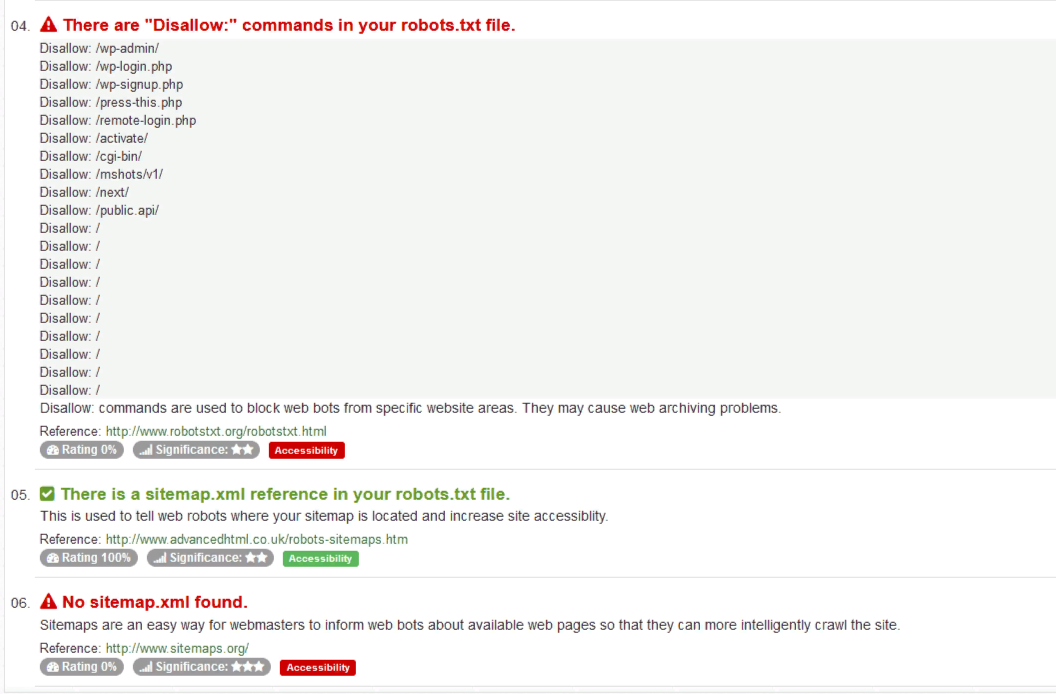 04. There are "Disallow:" commands in your robots.txt file.
Disallow: /wp-admin/
Disallow: /wp-login.php
Disallow: /wp-signup.php
Disallow: /press-this.php
Disallow: /remote-login.php
Disallow: /activate/
Disallow: /cgi-bin/
Disallow: /mshots/v1/
Disallow: /next/
Disallow: /public.api/
Disallow: /
Disallow: /
Disallow: /
Disallow: /
Disallow: /
Disallow: /
Disallow: /
Disallow: /
Disallow: /
Disallow: /
Disallow: commands are used to block web bots from specific website areas. They may cause web archiving problems.
Reference: http://www.robotstxt.org/robotstxt.html
Rating 0% Significance: ★★ Accessibility
05. There is a sitemap.xml reference in your robots.txt file.
This is used to tell web robots where your sitemap is located and increase site accessiblity.
Reference: http://www.advancedhtml.co.uk/robots-sitemaps.htm
Rating 100% Significance: ★★ Accessibility
06. No sitemap.xml found.
Sitemaps are an easy way for webmasters to inform web bots about available web pages so that they can more intelligently crawl the site.
Reference: http://www.sitemaps.org/
Rating 0% Significance: ★★★ Accessibility